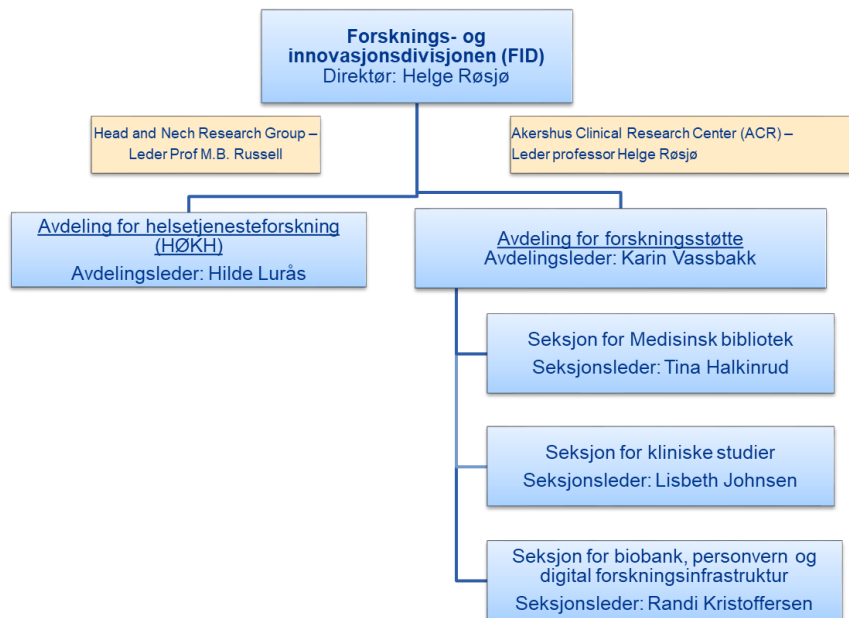 Forsknings- og
innovasjonsdivisjonen (FID)
Direktør: Helge Røsjø
Head and Nech Research Group –
Leder Prof M.B. Russell
Akershus Clinical Research Center (ACR) –
Leder professor Helge Røsjø
Avdeling for helsetjenesteforskning
(HØKH)
Avdelingsleder: Hilde Lurås
Avdeling for forskningsstøtte
Avdelingsleder: Karin Vassbakk
Seksjon for Medisinsk bibliotek
Seksjonsleder: Tina Halkinrud
Seksjon for kliniske studier
Seksjonsleder: Lisbeth Johnsen
Seksjon for biobank, personvern og
digital forskningsinfrastruktur
Seksjonsleder: Randi Kristoffersen